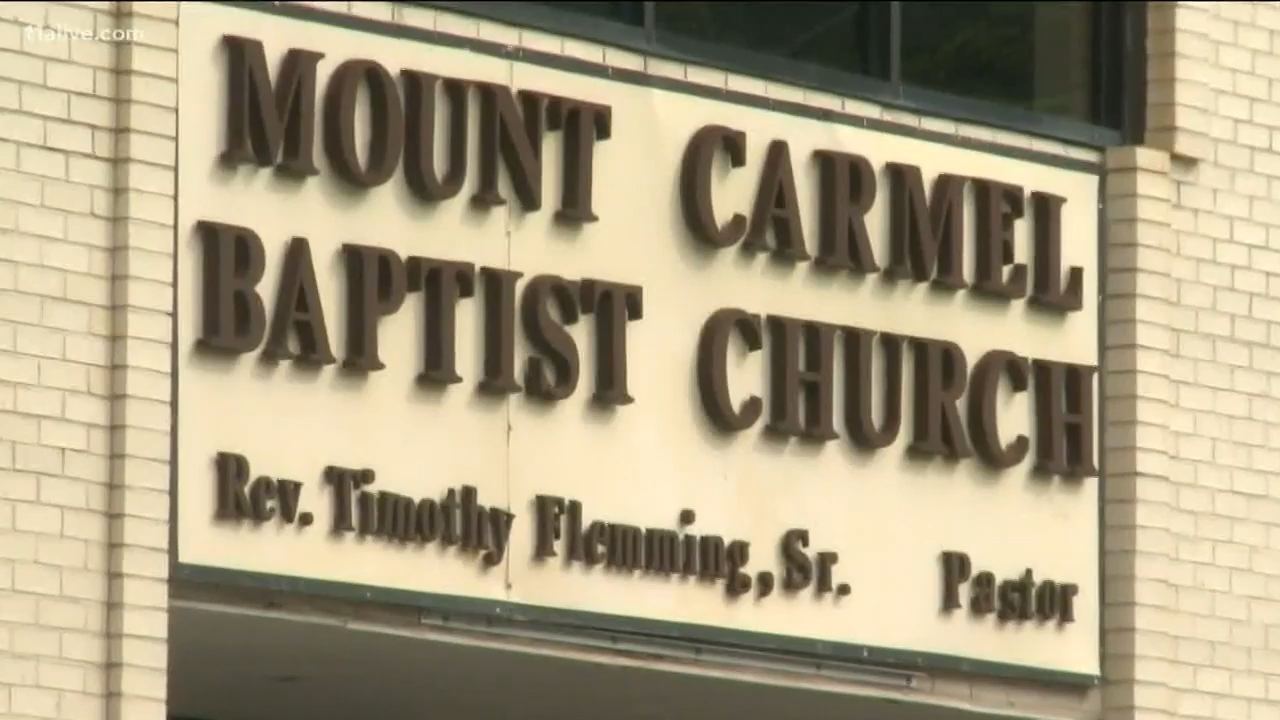 11alive.com
MOUNT CARMEL
BAPTIST CHURCH
Rev. Timothy Flemming, Sr. Pastor